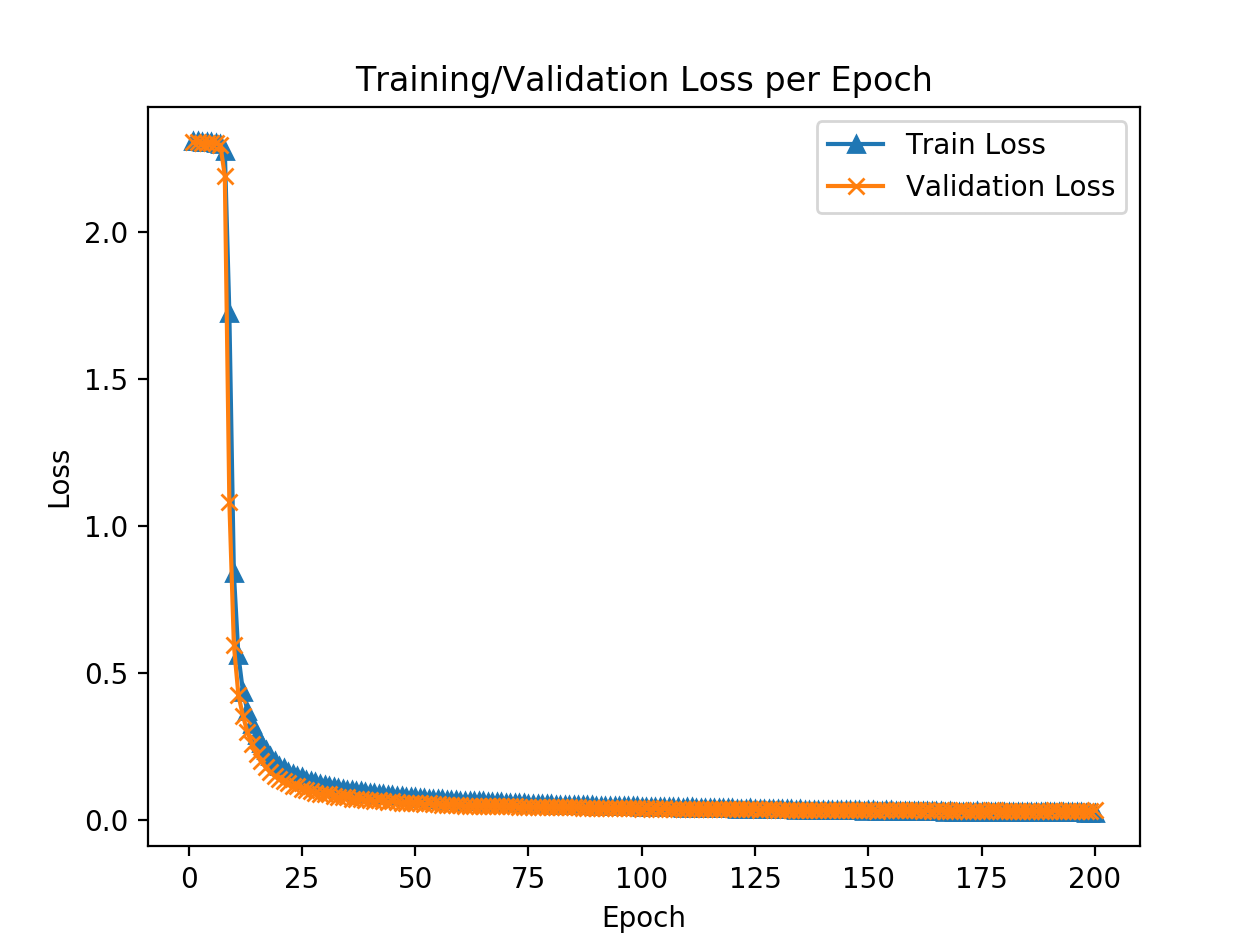 Training/Validation Loss per Epoch
Train Loss
Validation Loss
2.0
1.5
1.0
0.5
0.0
Loss
0 25 50 75 100 125 150 175 200
Epoch